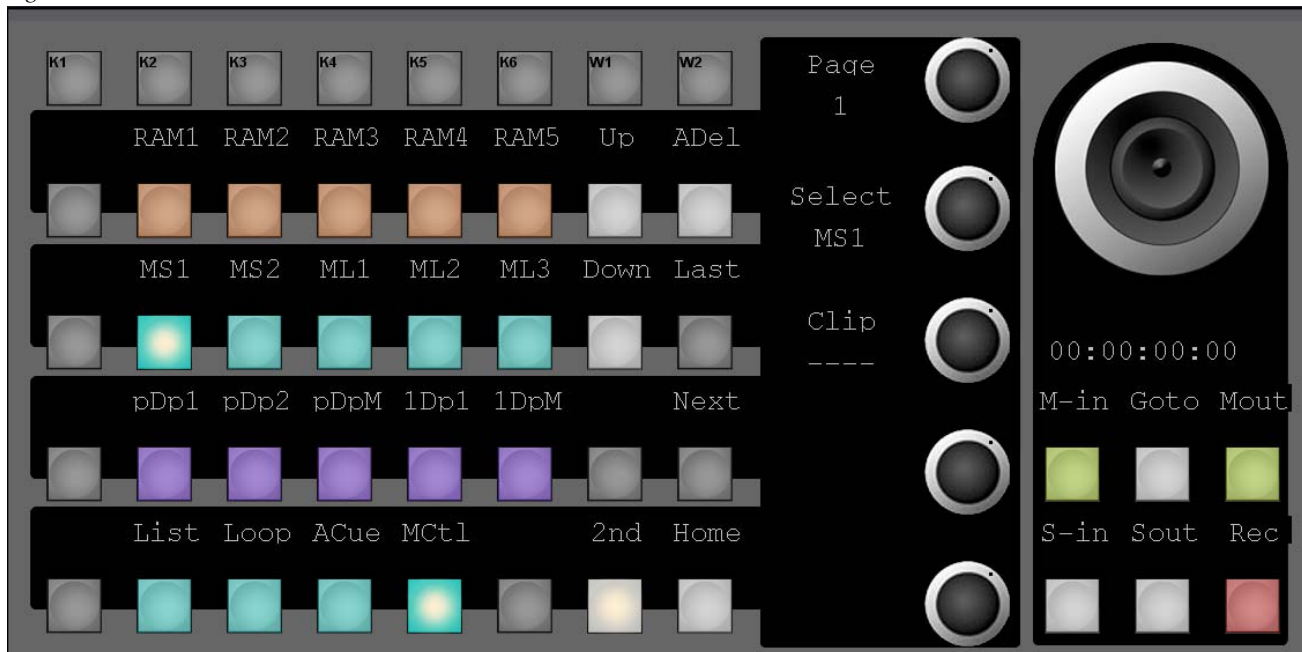 K1 K2 K3 K4 K5 K6 W1 W2
Page
1
RAM1 RAM2 RAM3 RAM4 RAM5 Up ADel
Select
MS1
MS1 MS2 ML1 ML2 ML3 Down Last
Clip
----
00:00:00:00
pDp1 pDp2 pDpM 1Dp1 1DpM Next
M-in Goto Mout
List Loop ACue MCtl 2nd Home
S-in Sout Rec